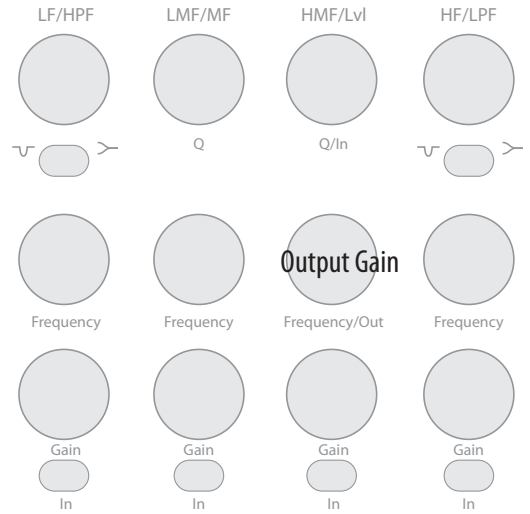 LF/HPF LMF/MF HMF/Lvl HF/LPF
Q Q/In
Output Gain
Frequency Frequency Frequency/Out Frequency
Gain Gain Gain Gain
In In In In